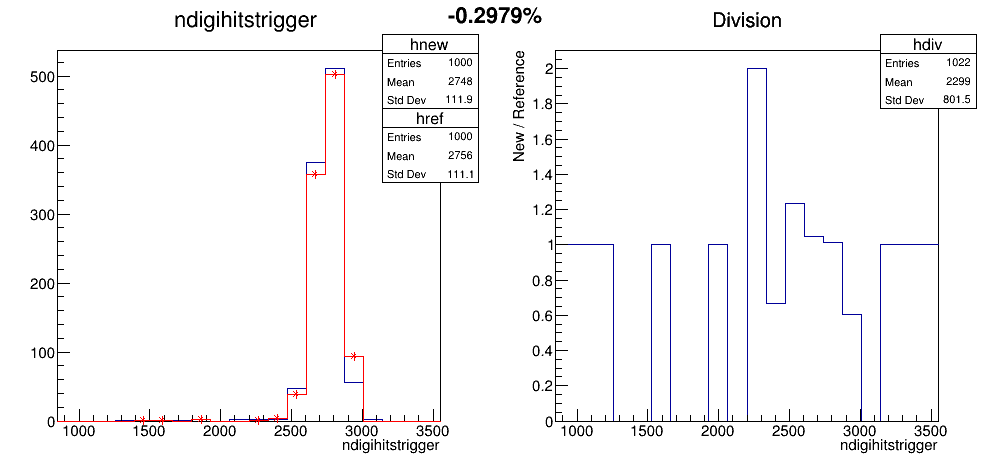 ndigihitstrigger
-0.2979%
Division
hnew
Entries 1000
Mean 2748
Std Dev 111.9
href
Entries 1000
Mean 2756
Std Dev 111.1
500
400
300
200
100
0
1000 1500 2000 2500 3000 3500
ndigihitstrigger
hdiv
Entries 1022
Mean 2299
Std Dev 801.5
New / Reference
2
1.8
1.6
1.4
1.2
1
0.8
0.6
0.4
0.2
0
1000 1500 2000 2500 3000 3500
ndigihitstrigger